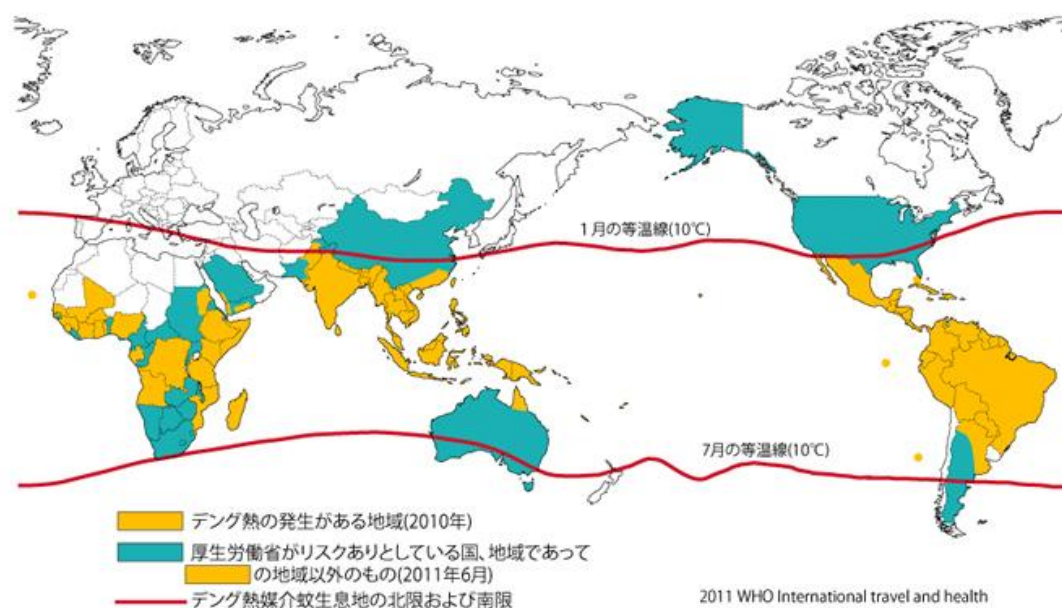 1月の等温線(10℃)
7月の等温線(10℃)
デング熱の発生がある地域(2010年)
厚生労働省がリスクありとしている国、地域であって
の地域以外のもの(2011年6月)
デング熱媒介蚊生息地の北限および南限
2011 WHO International travel and health